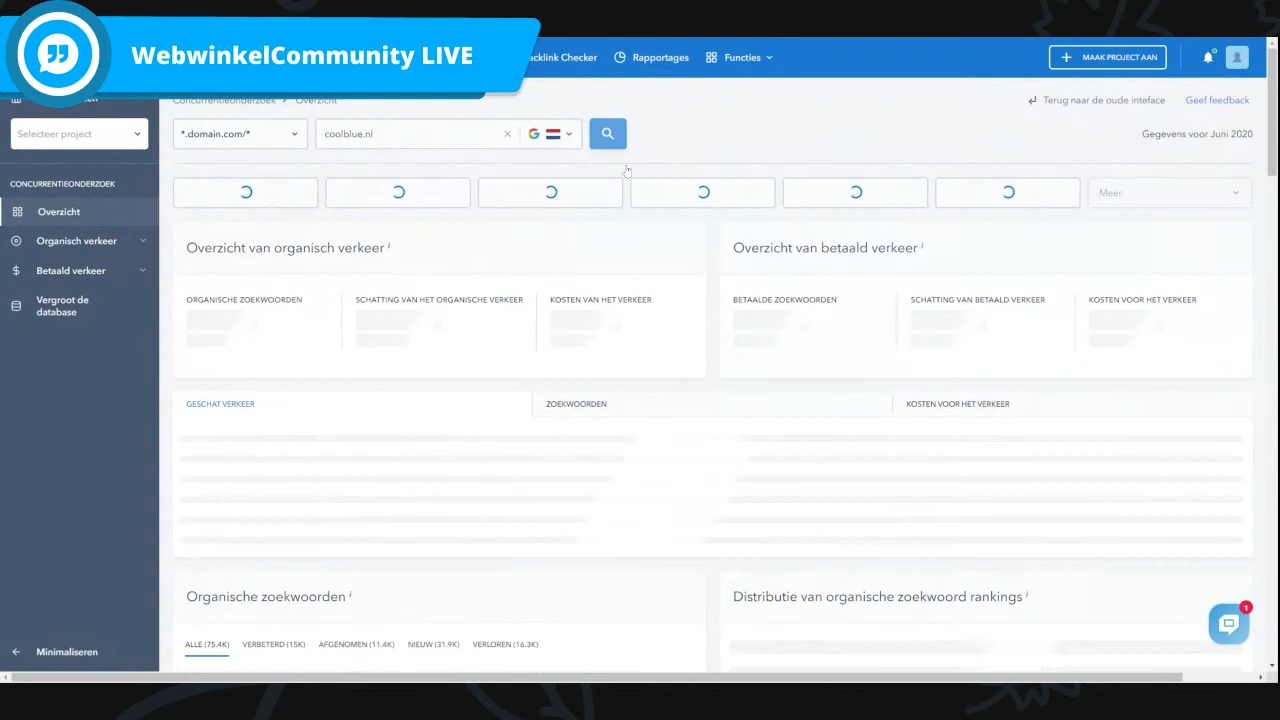 WebwinkelCommunity LIVE
cklink Checker
Rapportages
Functies
MAAK PROJECT AAN
Concurrentieonderzoek > Overzicht
Terug naar de oude inteface
Geef feedback
Selecteer project
*.domain.com/*
coolblue.nl
Gegevens voor Juni 2020
CONCURRENTIEONDERZOEK
Overzicht
Organisch verkeer
Betaald verkeer
Vergroot de
database
Meer
Overzicht van organisch verkeer i
ORGANISCHE ZOEKWOORDEN
SCHATTING VAN HET ORGANISCHE VERKEER
KOSTEN VAN HET VERKEER
Overzicht van betaald verkeer i
BETAALDE ZOEKWOORDEN
SCHATTING VAN BETAALD VERKEER
KOSTEN VOOR HET VERKEER
GESCHAT VERKEER
ZOEKWOORDEN
KOSTEN VOOR HET VERKEER
Organische zoekwoorden i
ALLE (75.4K)
VERBETERD (15K)
AFGENOMEN (11.4K)
NIEUW (31.9K)
VERLOREN (16.3K)
Distributie van organische zoekwoord rankings i
1
Minimaliseren